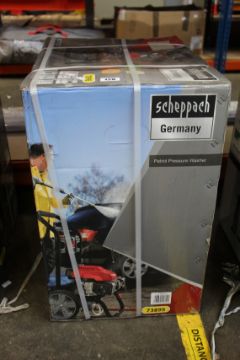 scheppach
Germany
Petrol Pressure Washer
73899
DISTANC